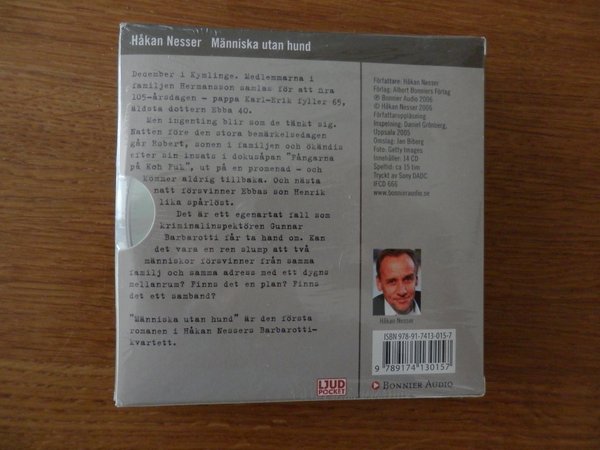 Håkan Nesser Människa utan hund
December i Kymlinge. Medlemmarna i
familjen Hermansson samlas för att fira
105-årsdagen – pappa Karl-Erik fyller 65,
äldsta dottern Ebba 40.
Men ingenting blir som de tänkt sig.
Natten före den stora bemärkelsedagen
går Robert, sonen i familjen och ökändis
efter sin insats i dokusåpan "Fångarna
på Koh Fuk", ut på en promenad – och
kommer aldrig tillbaka. Och nästa
natt försvinner Ebbas son Henrik
lika spårlöst.
Det är ett egenartat fall som
kriminalinspektören Gunnar
Barbarotti får ta hand om. Kan
det vara en ren slump att två
människor försvinner från samma
familj och samma adress med ett dygns
mellanrum? Finns det en plan? Finns
det ett samband?
"Människa utan hund" är den första
romanen i Håkan Nessers Barbarotti-
kvartett.
LJUD
POCKET
Författare: Håkan Nesser
Förlag: Albert Bonniers Förlag
℗ Bonnier Audio 2006
© Håkan Nesser 2006
Författaruppläsning
Inspelning: Daniel Grönberg,
Uppsala 2005
Omslag: Jan Biberg
Foto: Getty Images
Innehåller: 14 CD
Speltid: ca 15 tim
Tryckt av Sony DADC
IFCD 666
www.bonnieraudio.se
Håkan Nesser
ISBN 978-91-7413-015-7
9 789174 130157
BONNIER AUDIO